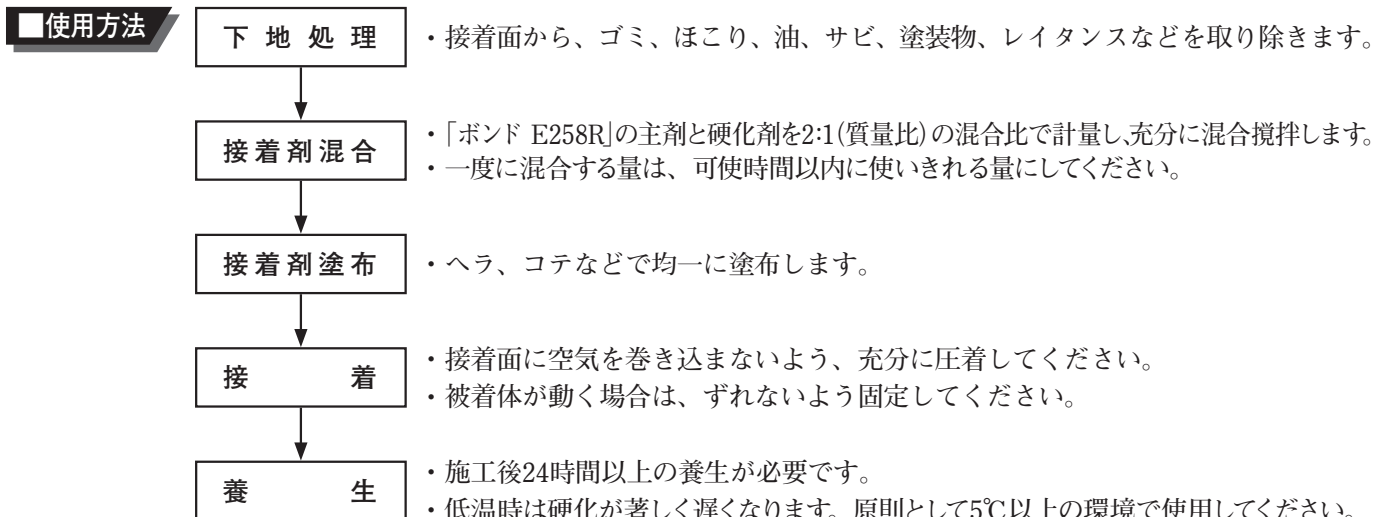 ■使用方法
下地処理
・接着面から、ゴミ、ほこり、油、サビ、塗装物、レイタンスなどを取り除きます。
接着剤混合
・「ボンド E258R」の主剤と硬化剤を2:1(質量比)の混合比で計量し、充分に混合撹拌します。
・一度に混合する量は、可使時間以内に使いきれる量にしてください。
接着剤塗布
・ヘラ、コテなどで均一に塗布します。
接着
・接着面に空気を巻き込まないよう、充分に圧着してください。
・被着体が動く場合は、ずれないよう固定してください。
養生
・施工後24時間以上の養生が必要です。
・低温時は硬化が著しく遅くなります。原則として5℃以上の環境で使用してください。